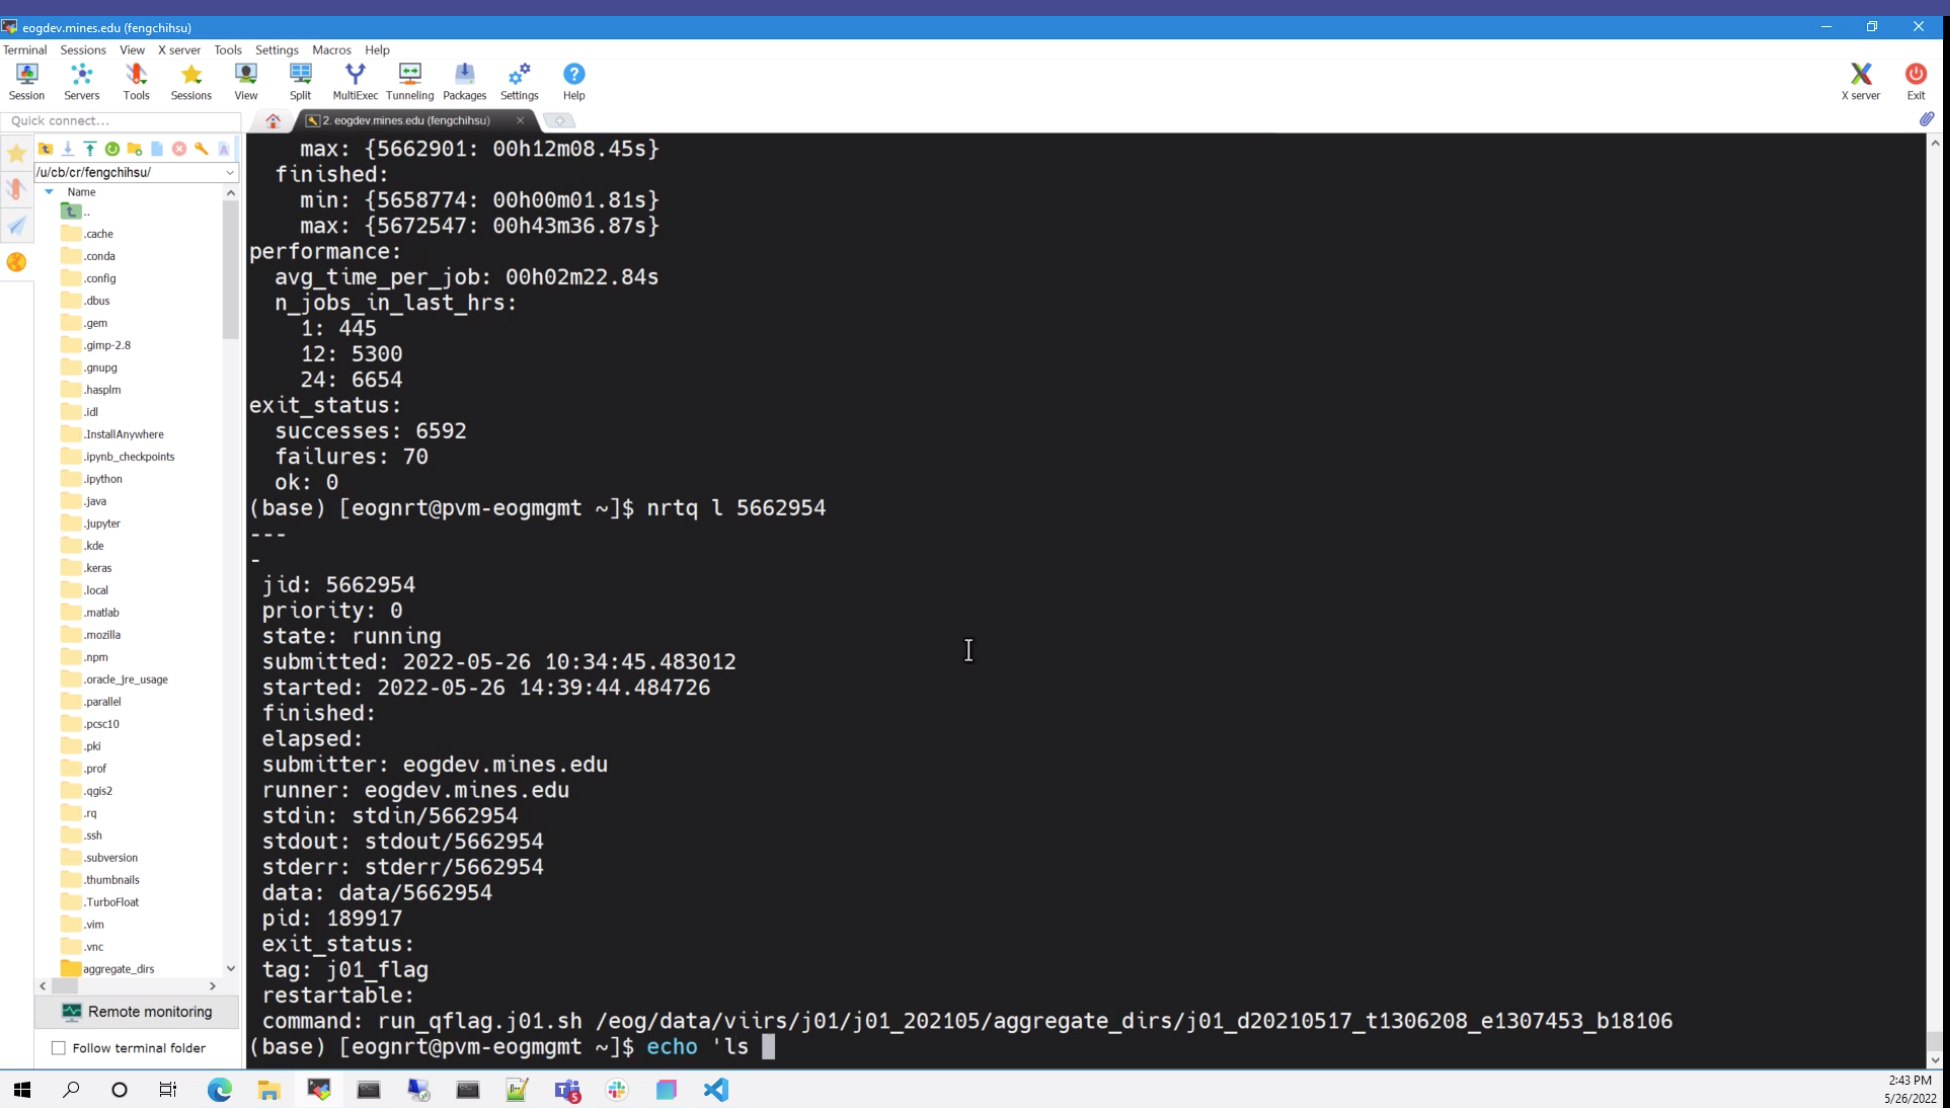 eogdev.mines.edu (fengchihsu)
Terminal Sessions View X server Tools Settings Macros Help
Session Servers Tools Sessions View Split MultiExec Tunneling Packages Settings Help X server Exit
Quick connect... 2. eogdev.mines.edu (fengchihsu)
/u/cb/cr/fengchihsu/
Name
..
.cache
.conda
.config
.dbus
.gem
.gimp-2.8
.gnupg
.hasplm
.idl
.InstallAnywhere
.ipynb_checkpoints
.ipython
.java
.jupyter
.kde
.keras
.local
.matlab
.mozilla
.npm
.oracle_jre_usage
.parallel
.pcsc10
.pki
.prof
.qgis2
.rq
.ssh
.subversion
.thumbnails
.TurboFloat
.vim
.vnc
aggregate_dirs
Remote monitoring
Follow terminal folder
max: {5662901: 00h12m08.45s}
finished:
min: {5658774: 00h00m01.81s}
max: {5672547: 00h43m36.87s}
performance:
avg_time_per_job: 00h02m22.84s
n_jobs_in_last_hrs:
1: 445
12: 5300
24: 6654
exit_status:
successes: 6592
failures: 70
ok: 0
(base) [eognrt@pvm-eogmgmt ~]$ nrtq l 5662954
---
-
jid: 5662954
priority: 0
state: running
submitted: 2022-05-26 10:34:45.483012
started: 2022-05-26 14:39:44.484726
finished:
elapsed:
submitter: eogdev.mines.edu
runner: eogdev.mines.edu
stdin: stdin/5662954
stdout: stdout/5662954
stderr: stderr/5662954
data: data/5662954
pid: 189917
exit_status:
tag: j01_flag
restartable:
command: run_qflag.j01.sh /eog/data/viirs/j01/j01_202105/aggregate_dirs/j01_d20210517_t1306208_e1307453_b18106
(base) [eognrt@pvm-eogmgmt ~]$ echo 'ls
2:43 PM
5/26/2022